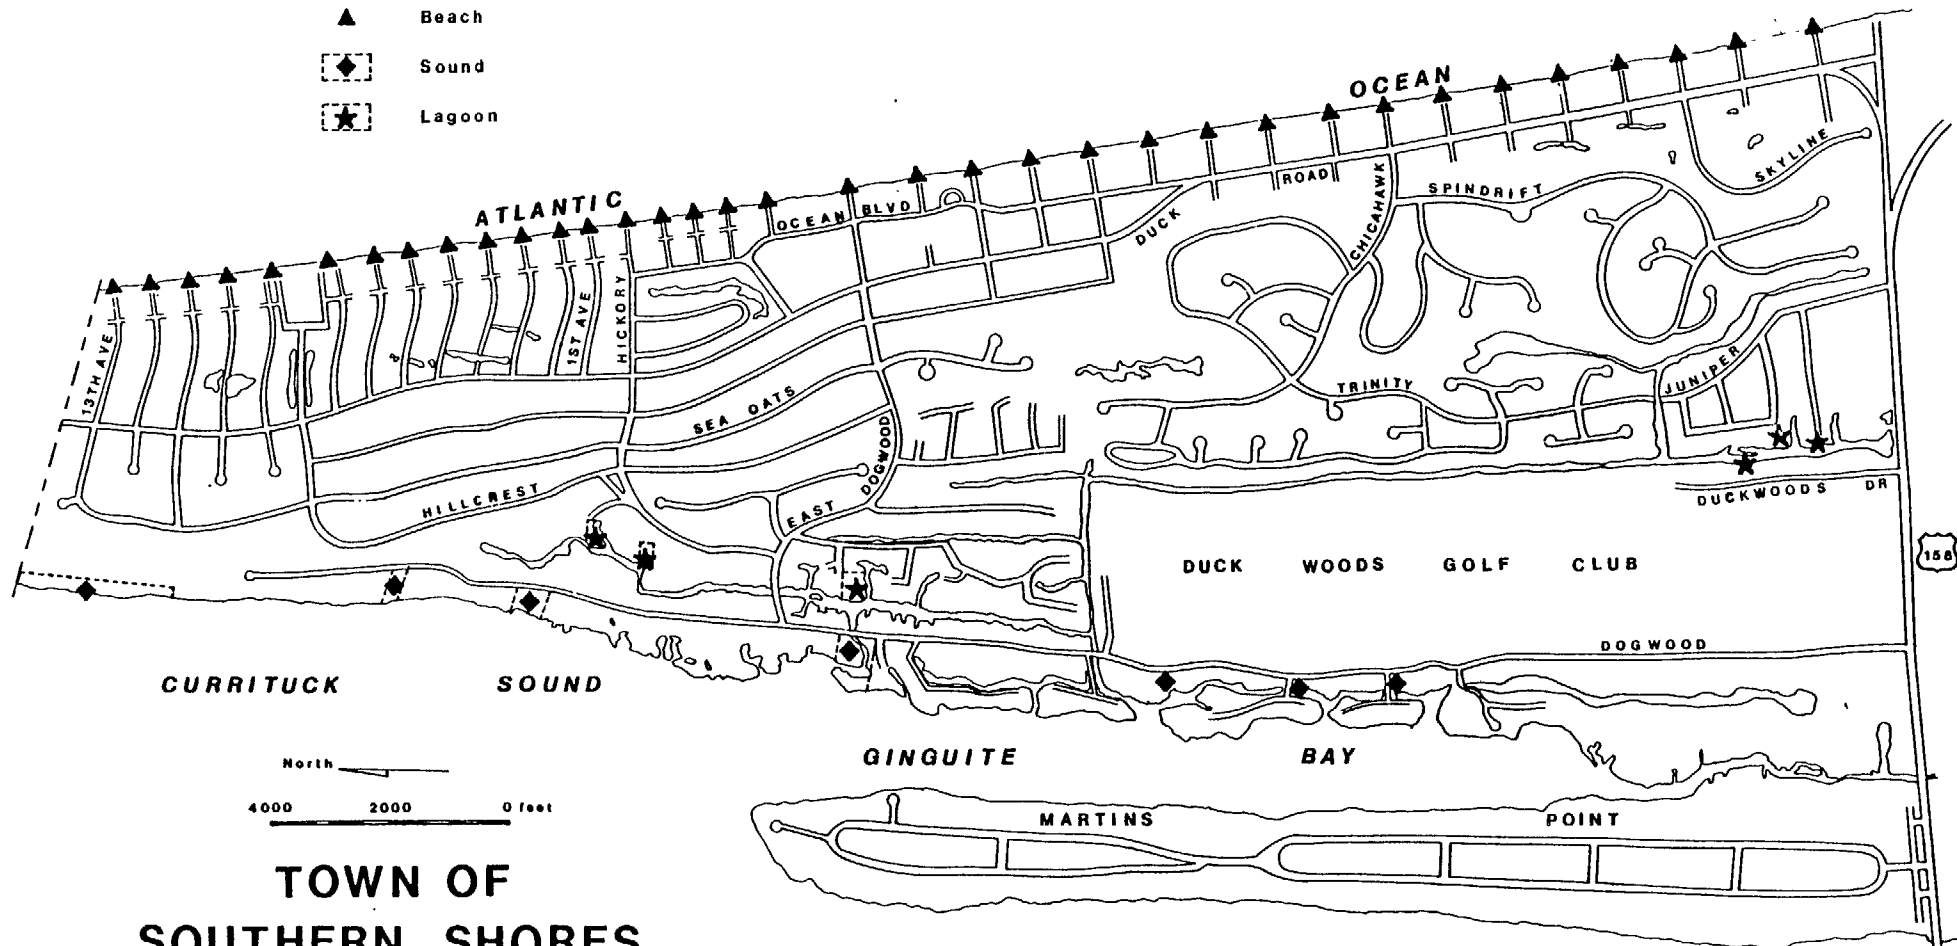 Beach
Sound
Lagoon
ATLANTIC
OCEAN
OCEAN BLVD
DUCK
ROAD
CHICAHAWK
SPINDRIFT
SKYLINE
13TH AVE
1ST AVE
HICKORY
SEA OATS
DOGWOOD
EAST
HILLCREST
TRINITY
JUNIPER
DUCKWOODS DR
DUCK WOODS GOLF CLUB
158
DOGWOOD
CURRITUCK SOUND
GINGUITE BAY
North
4000 2000 0 feet
MARTINS POINT
TOWN OF
SOUTHERN SHORES